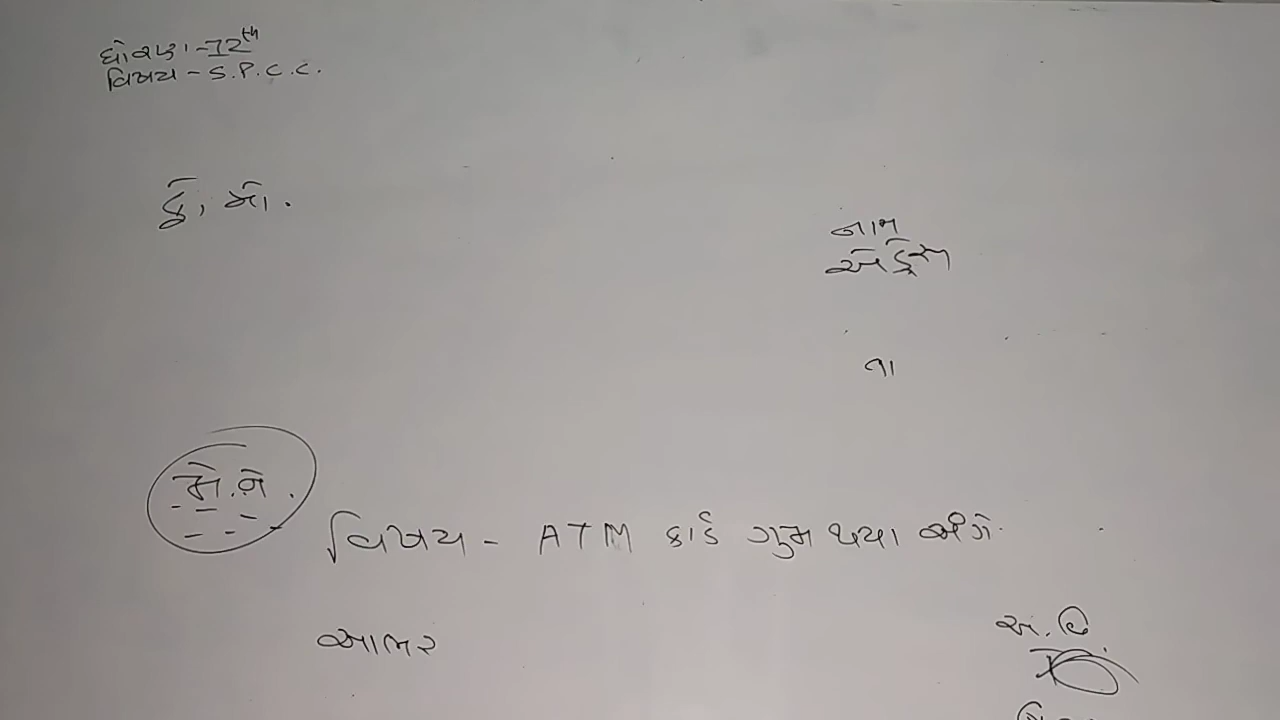 ધોરણ :- 12th
વિષય - S.P.C.C.
નામ
એડ્રેસ
તા
મે.ને.
વિષય - ATM કાર્ડ ગુમ થયા અંગે.
આભાર